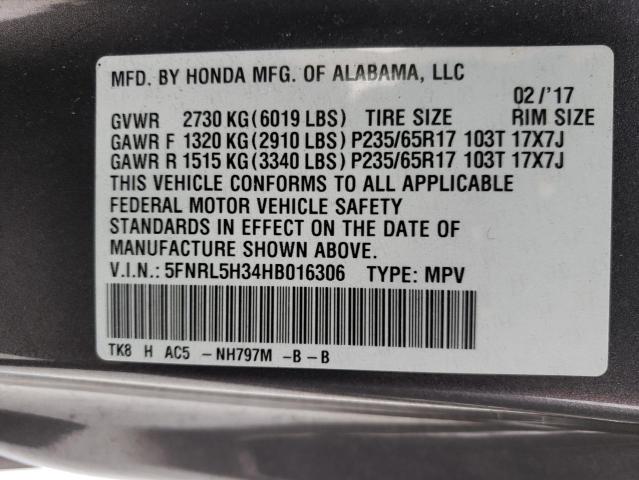 MFD. BY HONDA MFG. OF ALABAMA, LLC
02/'17
GVWR 2730 KG(6019 LBS) TIRE SIZE RIM SIZE
GAWR F 1320 KG(2910 LBS) P235/65R17 103T 17X7J
GAWR R 1515 KG(3340 LBS) P235/65R17 103T 17X7J
THIS VEHICLE CONFORMS TO ALL APPLICABLE
FEDERAL MOTOR VEHICLE SAFETY
STANDARDS IN EFFECT ON THE DATE OF
MANUFACTURE SHOWN ABOVE.
V.I.N.: 5FNRL5H34HB016306 TYPE: MPV
TK8 H AC5 -NH797M -B-B